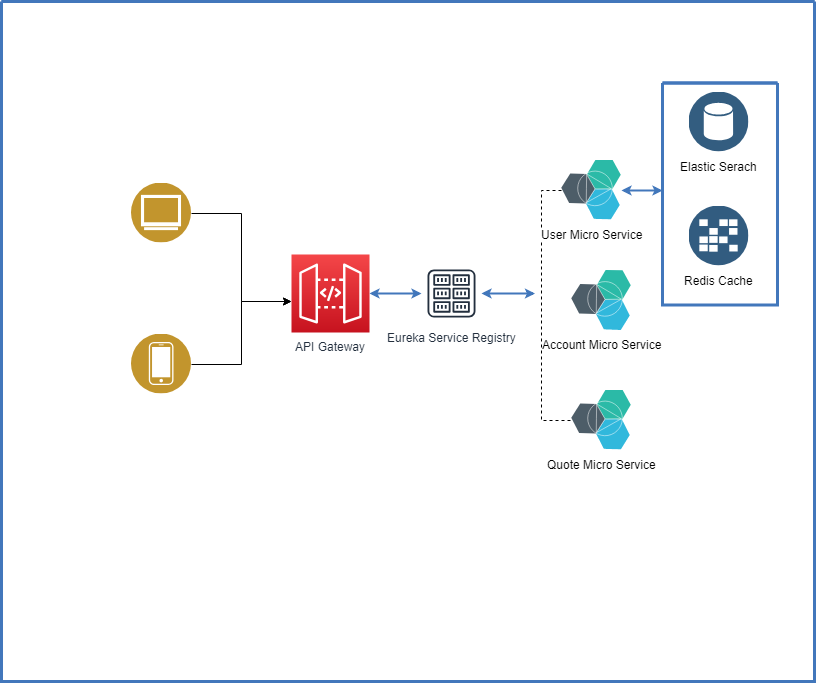 Elastic Serach
User Micro Service
Redis Cache
</>
API Gateway
Eureka Service Registry
Account Micro Service
Quote Micro Service